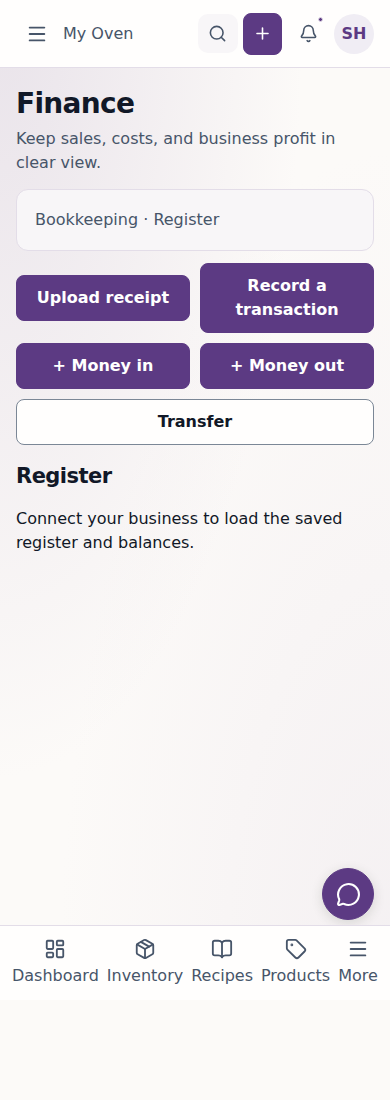 My Oven
SH
Finance
Keep sales, costs, and business profit in
clear view.
Bookkeeping · Register
Upload receipt
Record a
transaction
+ Money in
+ Money out
Transfer
Register
Connect your business to load the saved
register and balances.
Dashboard
Inventory
Recipes
Products
More